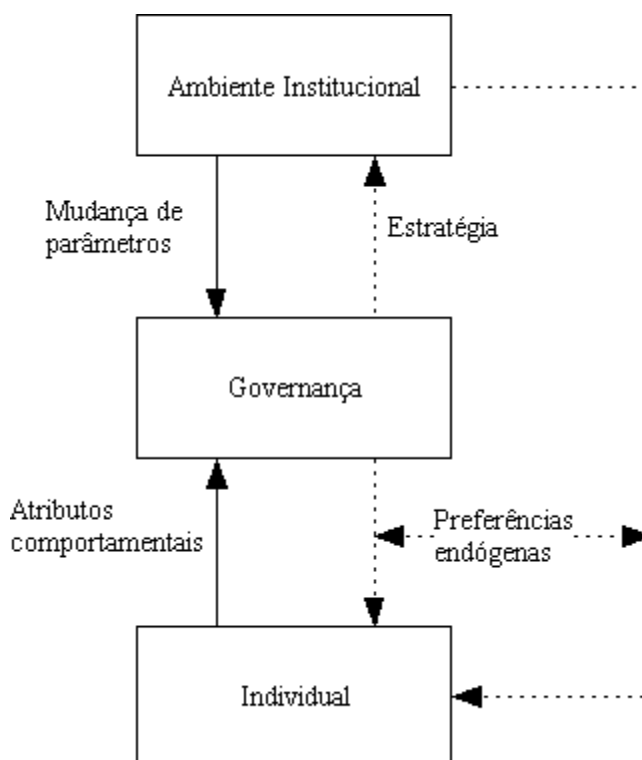 Ambiente Institucional
Mudança de
parâmetros
Estratégia
Governança
Atributos
comportamentais
Preferências
endógenas
Individual